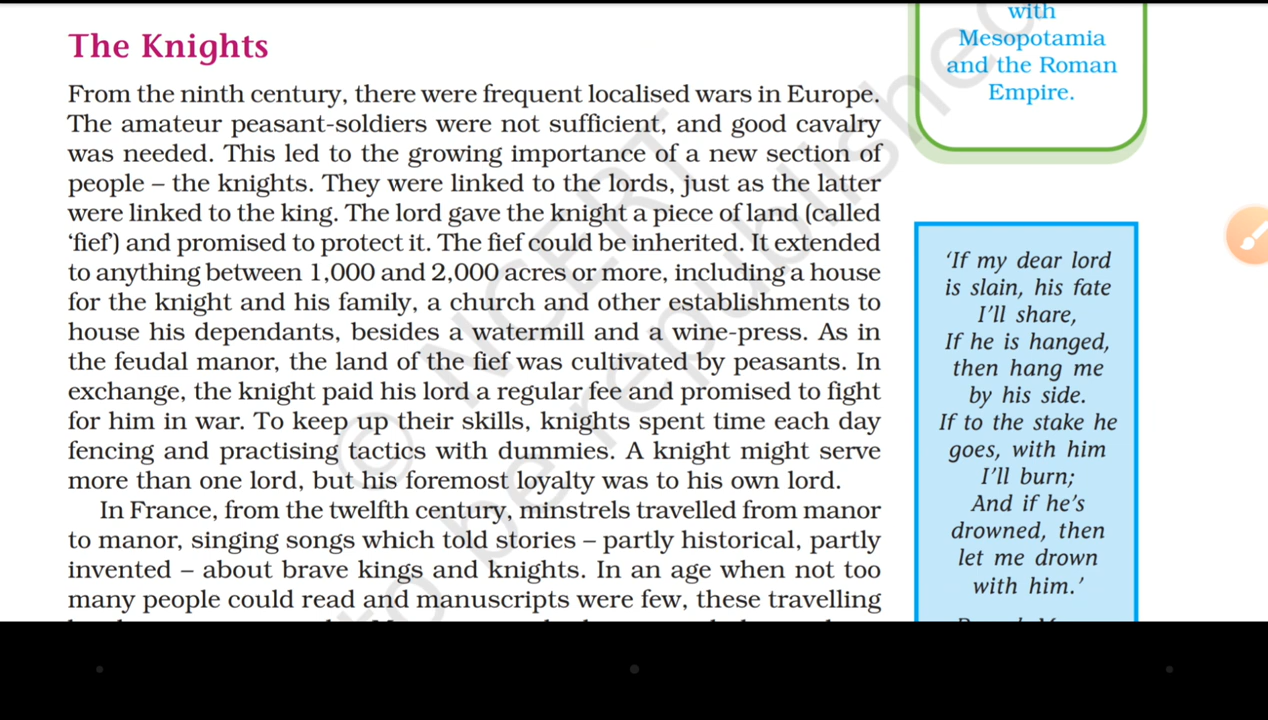 The Knights
From the ninth century, there were frequent localised wars in Europe.
The amateur peasant-soldiers were not sufficient, and good cavalry
was needed. This led to the growing importance of a new section of
people – the knights. They were linked to the lords, just as the latter
were linked to the king. The lord gave the knight a piece of land (called
‘fief’) and promised to protect it. The fief could be inherited. It extended
to anything between 1,000 and 2,000 acres or more, including a house
for the knight and his family, a church and other establishments to
house his dependants, besides a watermill and a wine-press. As in
the feudal manor, the land of the fief was cultivated by peasants. In
exchange, the knight paid his lord a regular fee and promised to fight
for him in war. To keep up their skills, knights spent time each day
fencing and practising tactics with dummies. A knight might serve
more than one lord, but his foremost loyalty was to his own lord.
In France, from the twelfth century, minstrels travelled from manor
to manor, singing songs which told stories – partly historical, partly
invented – about brave kings and knights. In an age when not too
many people could read and manuscripts were few, these travelling
with
Mesopotamia
and the Roman
Empire.
‘If my dear lord
is slain, his fate
I’ll share,
If he is hanged,
then hang me
by his side.
If to the stake he
goes, with him
I’ll burn;
And if he’s
drowned, then
let me drown
with him.’
© NCERT
to be republished